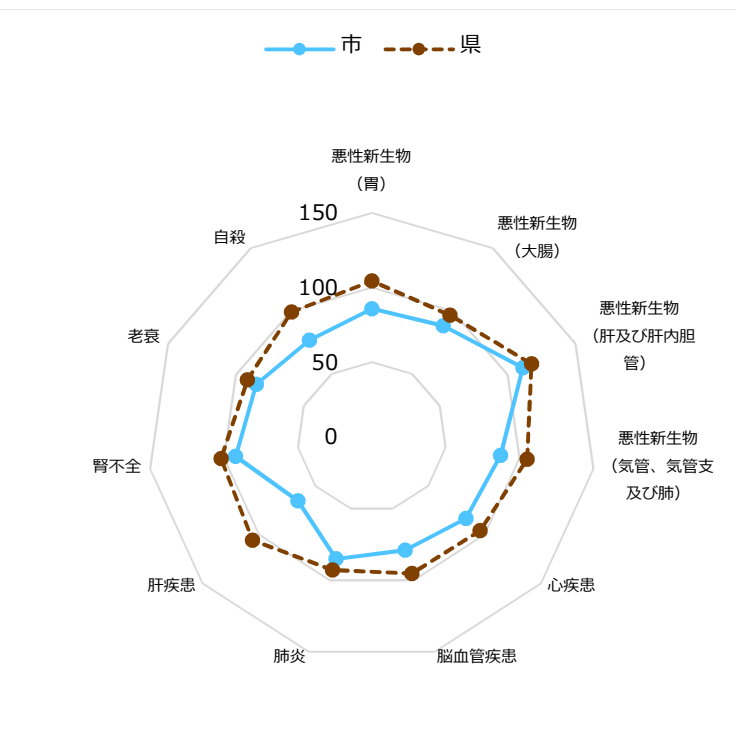 市 県
悪性新生物
（胃）
悪性新生物
（大腸）
悪性新生物
（肝及び肝内胆
管）
悪性新生物
（気管、気管支
及び肺）
心疾患
脳血管疾患
肺炎
肝疾患
腎不全
老衰
自殺
150
100
50
0